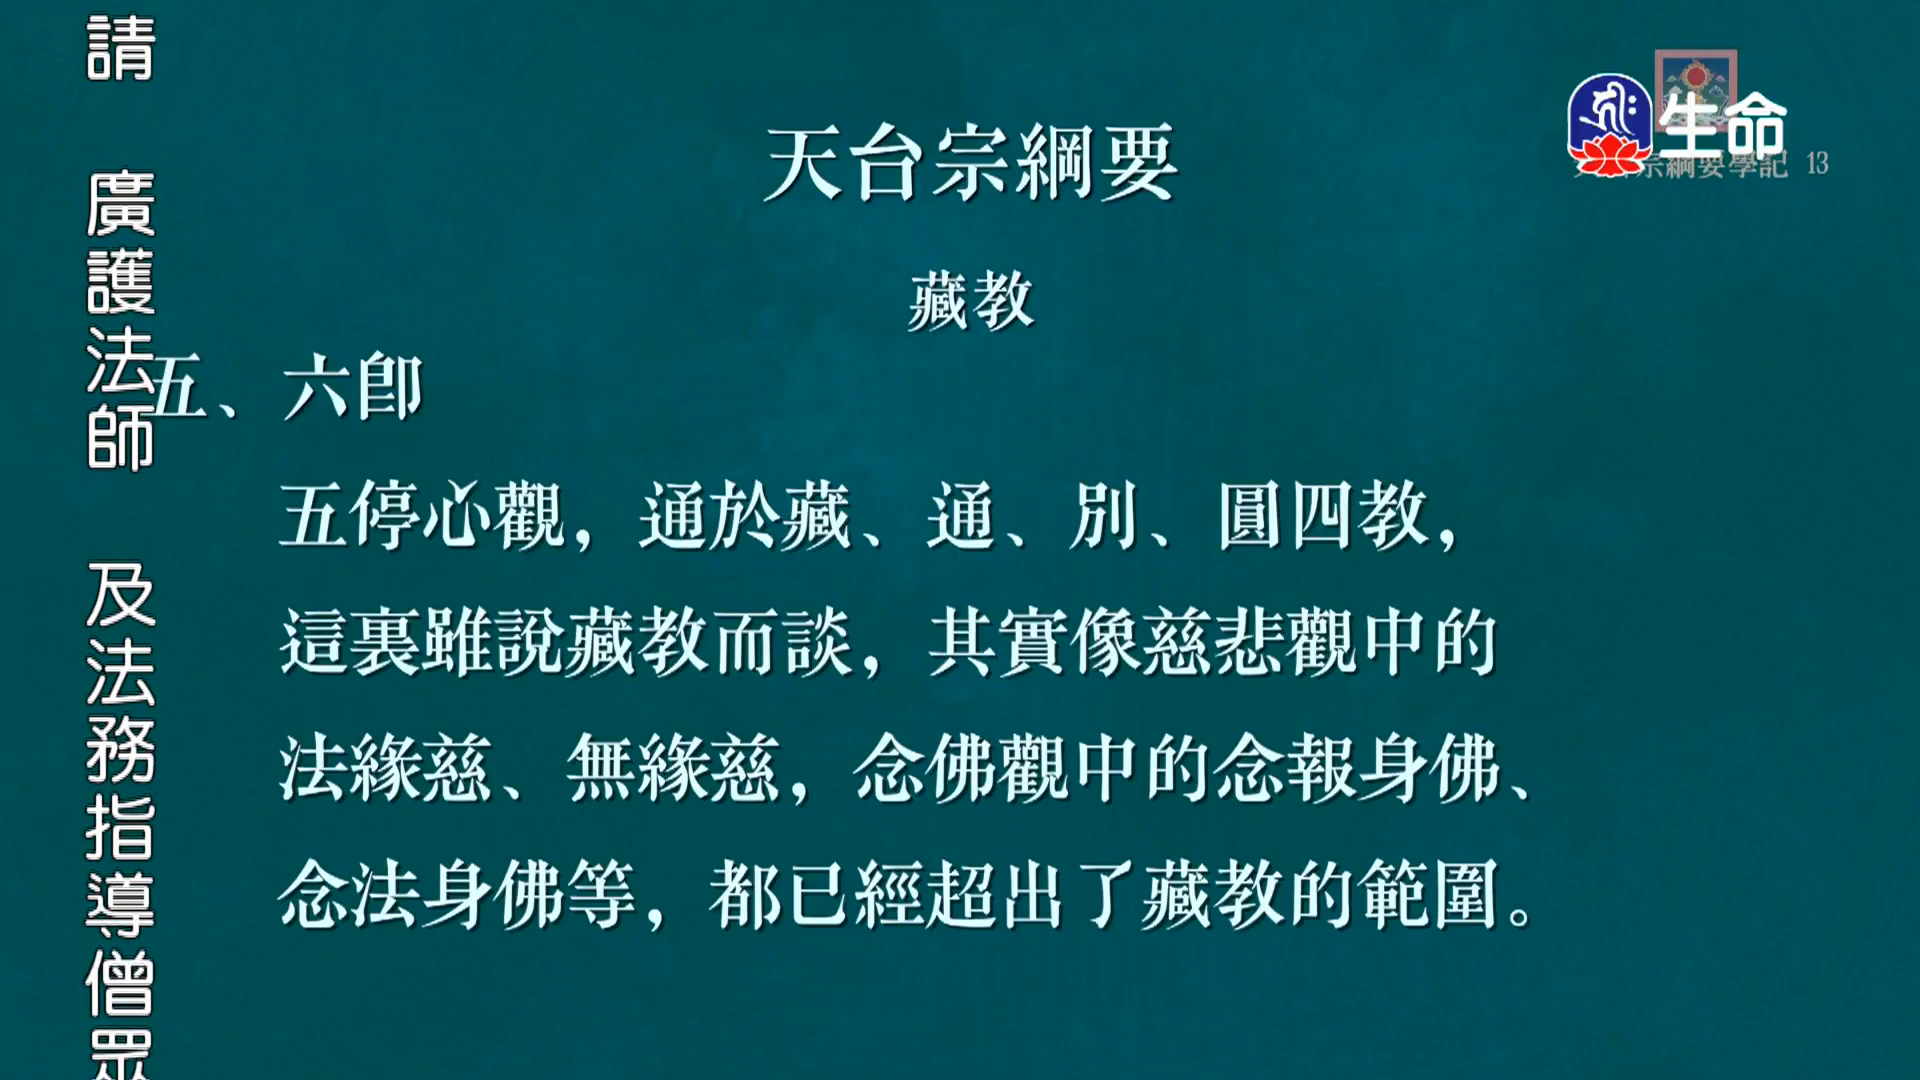 天台宗綱要
藏教
五、六卽
五停心觀，通於藏、通、別、圓四教，
這裏雖說藏教而談，其實像慈悲觀中的
法緣慈、無緣慈，念佛觀中的念報身佛、
念法身佛等，都已經超出了藏教的範圍。
請 廣護法師 及法務指導僧眾
生命
宗綱要學記 13